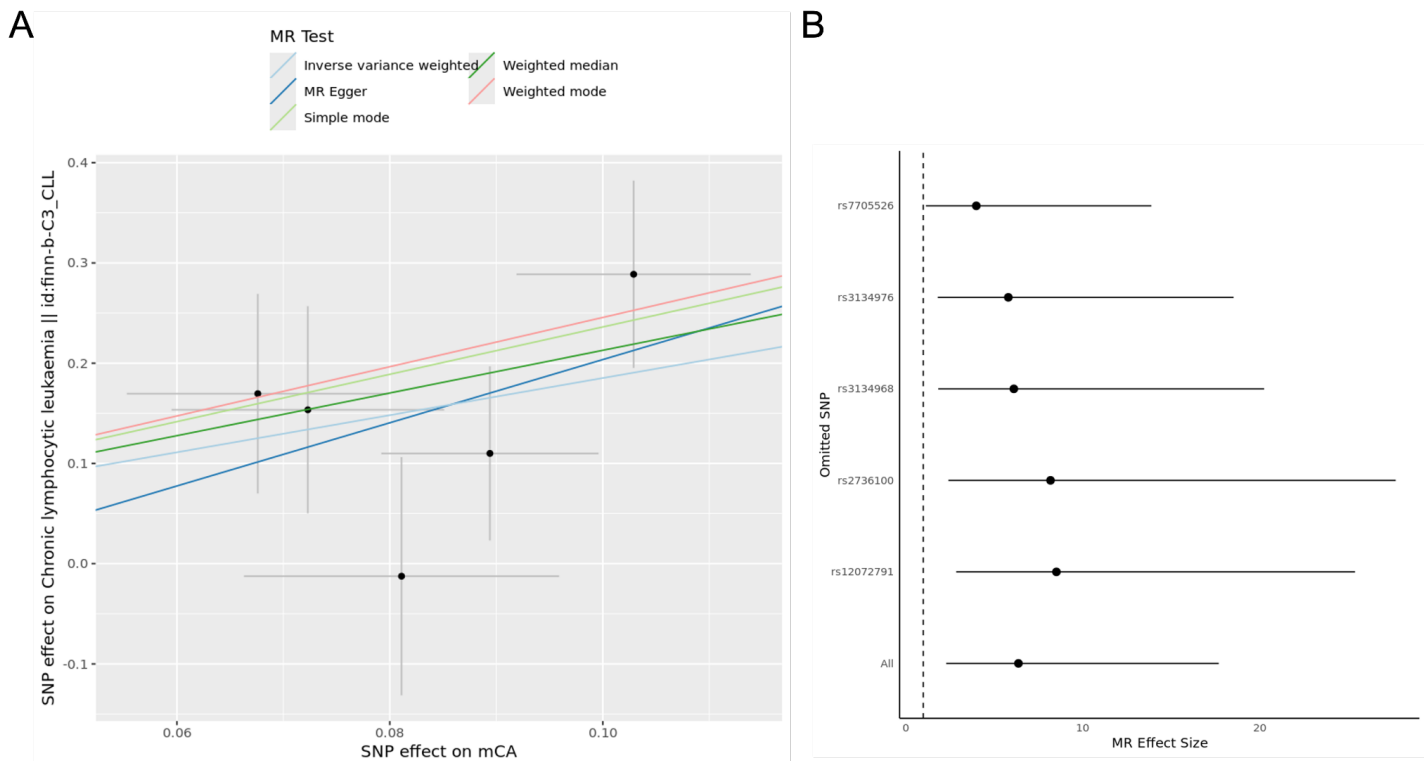 A
MR Test
Inverse variance weighted
MR Egger
Simple mode
Weighted median
Weighted mode
SNP effect on Chronic lymphocytic leukaemia || id:finn-b-C3_CLL
0.4
0.3
0.2
0.1
0.0
-0.1
0.06
0.08
0.10
SNP effect on mCA
B
Omitted SNP
rs7705526
rs3134976
rs3134968
rs2736100
rs12072791
All
0
10
20
MR Effect Size